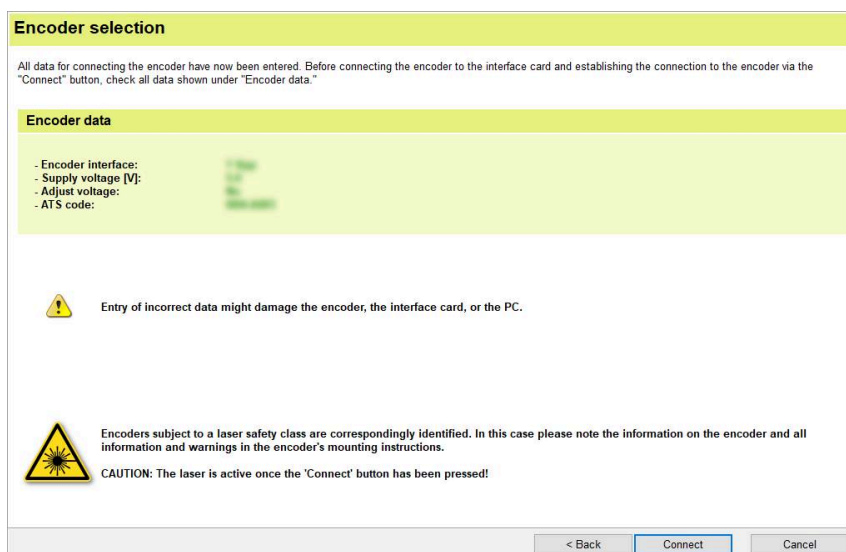 Encoder selection
All data for connecting the encoder have now been entered. Before connecting the encoder to the interface card and establishing the connection to the encoder via the
"Connect" button, check all data shown under "Encoder data."
Encoder data
- Encoder interface:
- Supply voltage [V]:
- Adjust voltage:
- ATS code:
Entry of incorrect data might damage the encoder, the interface card, or the PC.
Encoders subject to a laser safety class are correspondingly identified. In this case please note the information on the encoder and all
information and warnings in the encoder's mounting instructions.
CAUTION: The laser is active once the 'Connect' button has been pressed!
< Back Connect Cancel